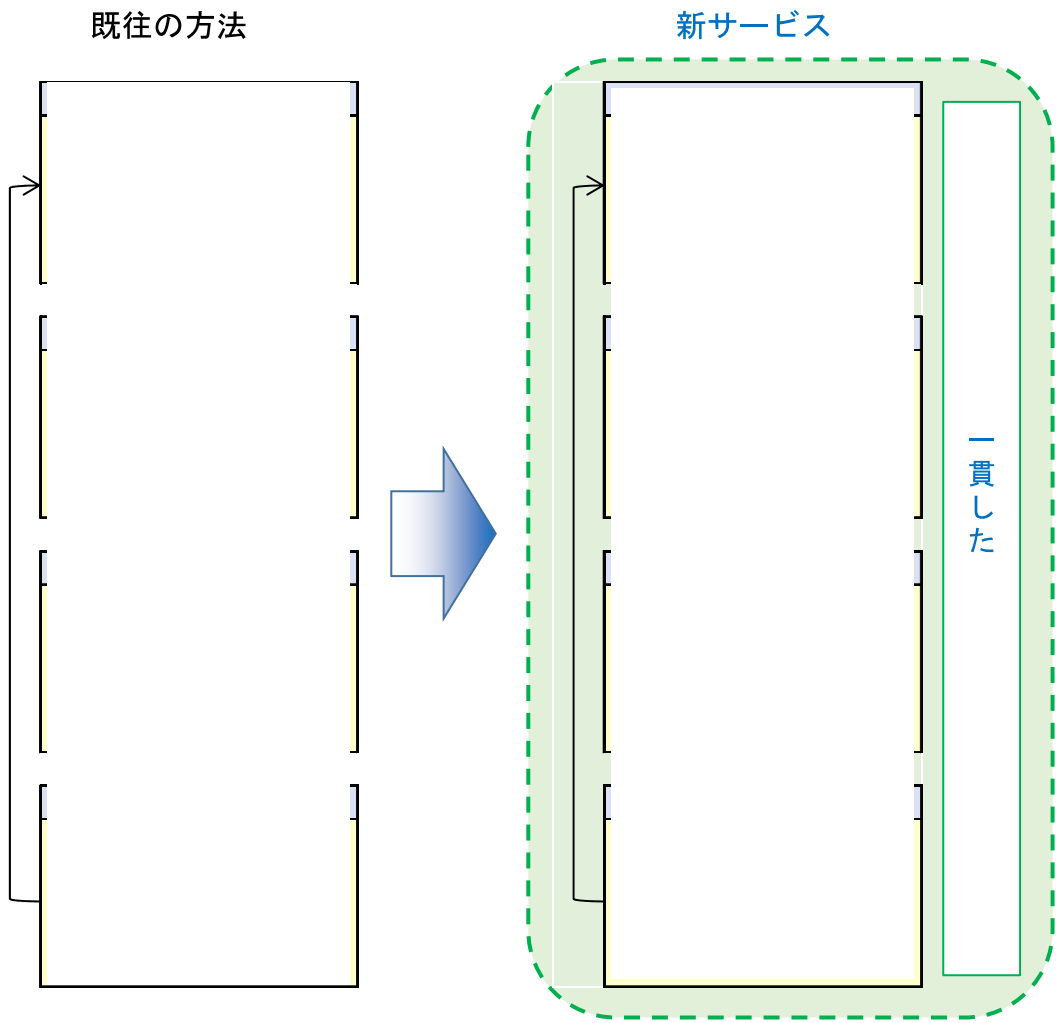 既往の方法
新サービス
一貫した